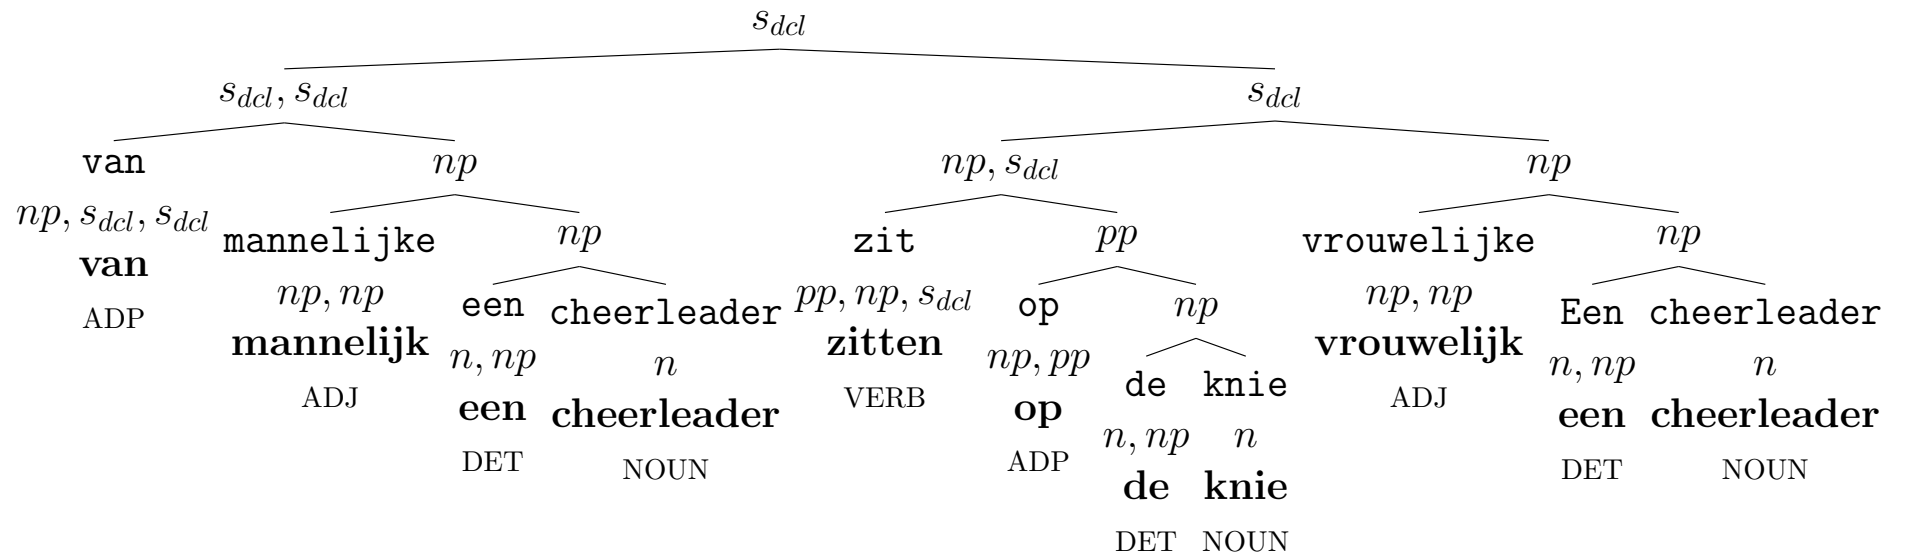 s_dcl
s_dcl, s_dcl s_dcl
van np np, s_dcl np
np, s_dcl, s_dcl mannelijke np zit pp vrouwelijke np
van np, np een cheerleader pp, np, s_dcl op np np, np Een cheerleader
ADP mannelijk n, np n zitten np, pp de knie vrouwelijk n, np n
ADJ een cheerleader VERB op n, np n ADJ een cheerleader
DET NOUN ADP de knie DET NOUN
DET NOUN